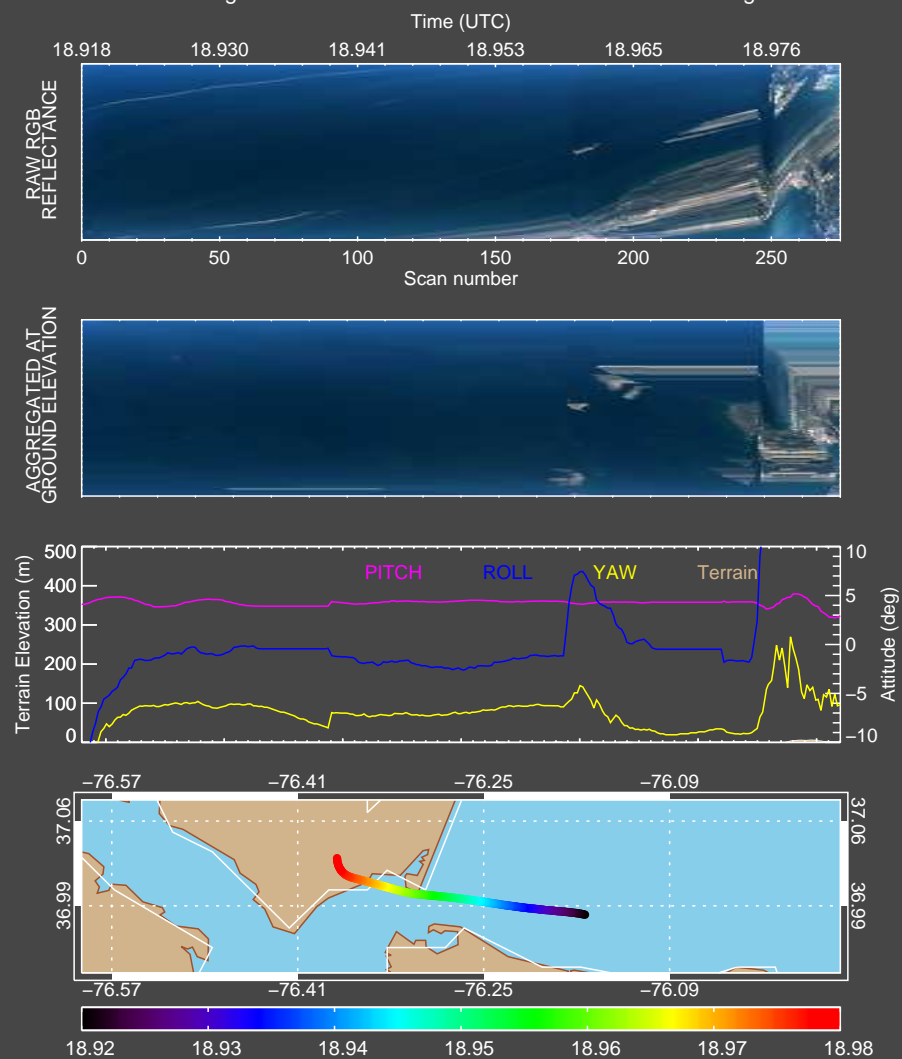 Time (UTC)
18.918 18.930 18.941 18.953 18.965 18.976
RAW RGB
REFLECTANCE
0 50 100 150 200 250
Scan number
AGGREGATED AT
GROUND ELEVATION
500
400
300
200
100
0
Terrain Elevation (m)
PITCH ROLL YAW Terrain
10
5
0
−5
−10
Attitude (deg)
−76.57 −76.41 −76.25 −76.09
37.06 37.06
36.99 36.99
−76.57 −76.41 −76.25 −76.09
18.92 18.93 18.94 18.95 18.96 18.97 18.98